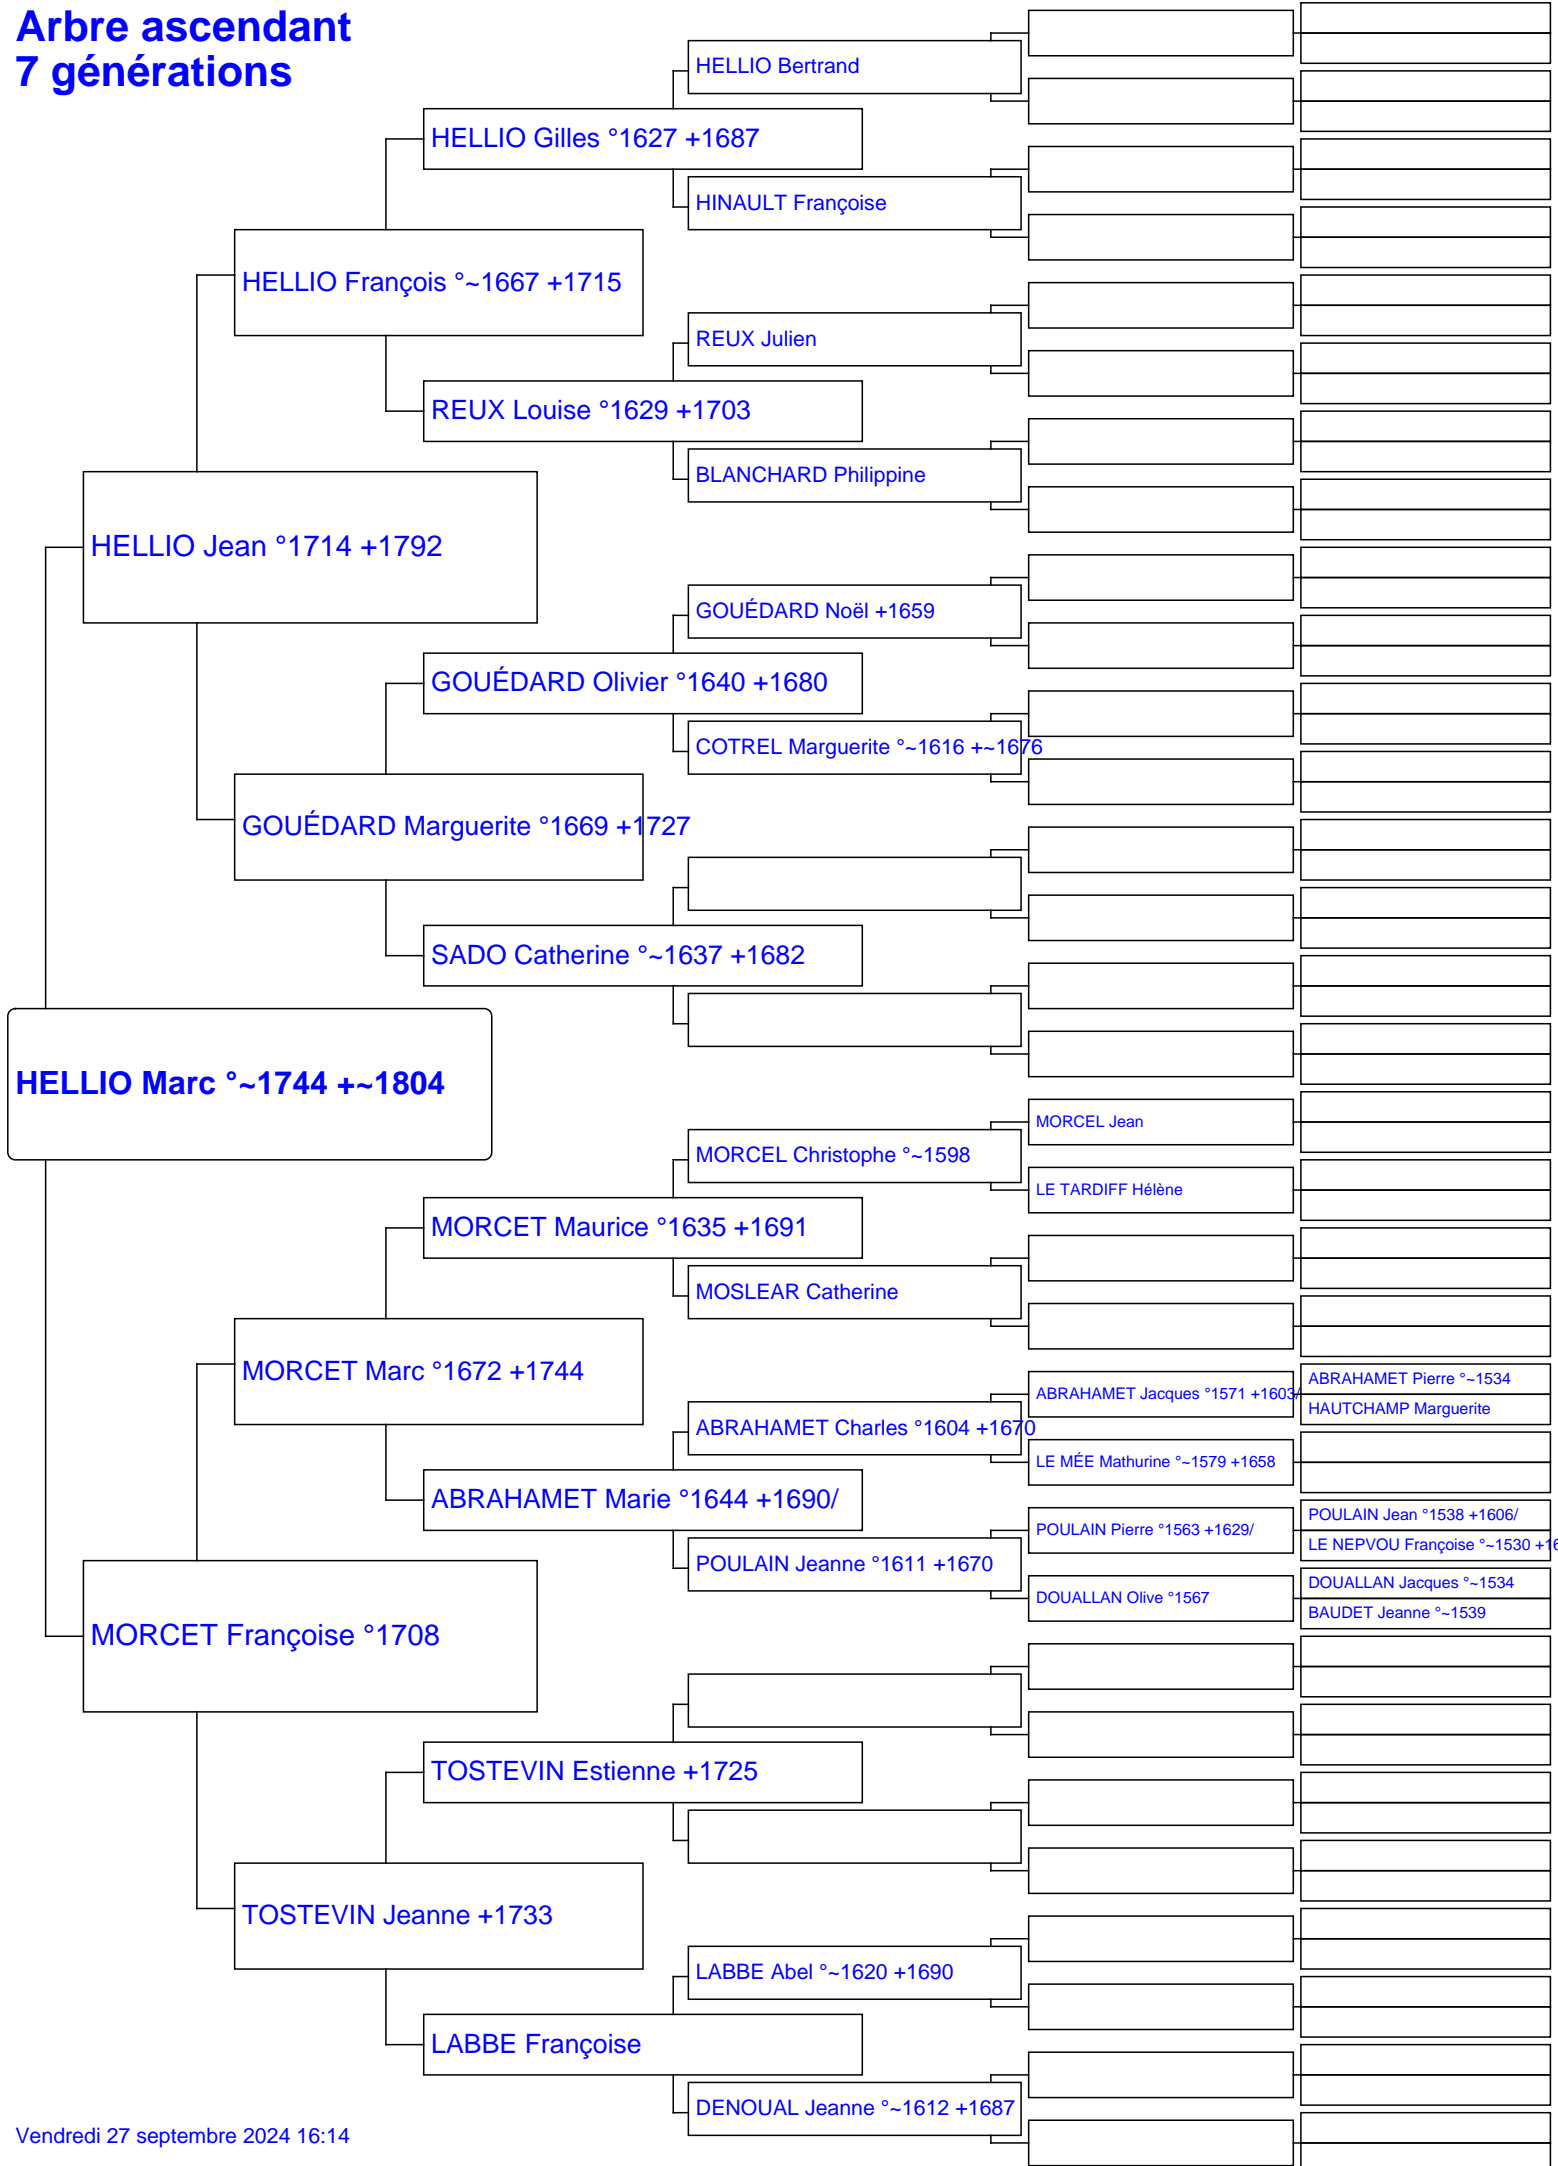 Arbre ascendant
7 générations
HELLIO Bertrand
HELLIO Gilles °1627 +1687
HINAULT Françoise
HELLIO François °~1667 +1715
REUX Julien
REUX Louise °1629 +1703
BLANCHARD Philippine
HELLIO Jean °1714 +1792
GOUÉDARD Noël +1659
GOUÉDARD Olivier °1640 +1680
COTREL Marguerite °~1616 +~1676
GOUÉDARD Marguerite °1669 +1727
SADO Catherine °~1637 +1682
HELLIO Marc °~1744 +~1804
MORCEL Jean
MORCEL Christophe °~1598
LE TARDIFF Hélène
MORCET Maurice °1635 +1691
MOSLEAR Catherine
MORCET Marc °1672 +1744
ABRAHAMET Pierre °~1534
ABRAHAMET Jacques °1571 +1603/
HAUTCHAMP Marguerite
ABRAHAMET Charles °1604 +1670
LE MÉE Mathurine °~1579 +1658
ABRAHAMET Marie °1644 +1690/
POULAIN Jean °1538 +1606/
POULAIN Pierre °1563 +1629/
LE NEPVOU Françoise °~1530 +16
POULAIN Jeanne °1611 +1670
DOUALLAN Jacques °~1534
DOUALLAN Olive °1567
BAUDET Jeanne °~1539
MORCET Françoise °1708
TOSTEVIN Estienne +1725
TOSTEVIN Jeanne +1733
LABBE Abel °~1620 +1690
LABBE Françoise
DENOUAL Jeanne °~1612 +1687
Vendredi 27 septembre 2024 16:14